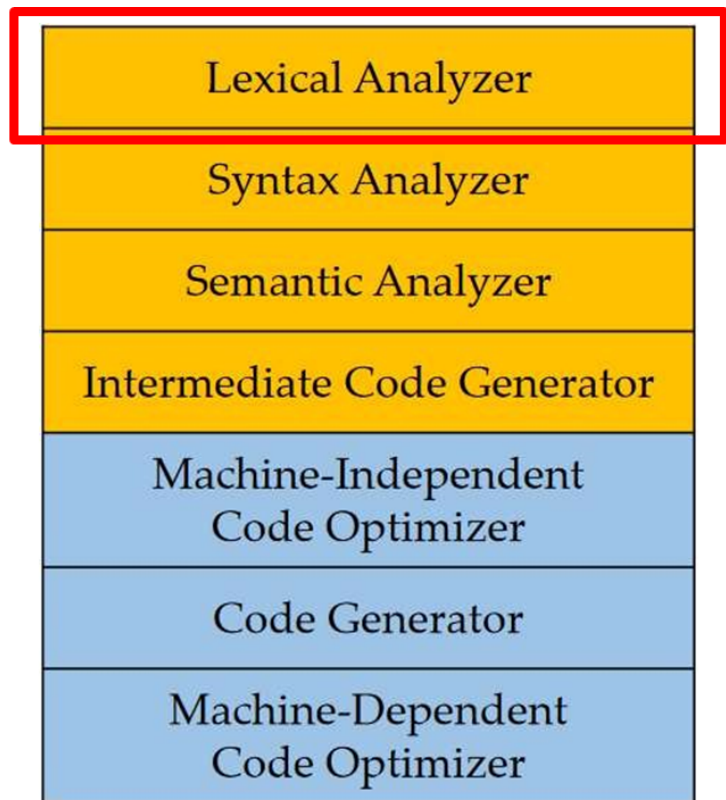 Lexical Analyzer
Syntax Analyzer
Semantic Analyzer
Intermediate Code Generator
Machine-Independent
Code Optimizer
Code Generator
Machine-Dependent
Code Optimizer